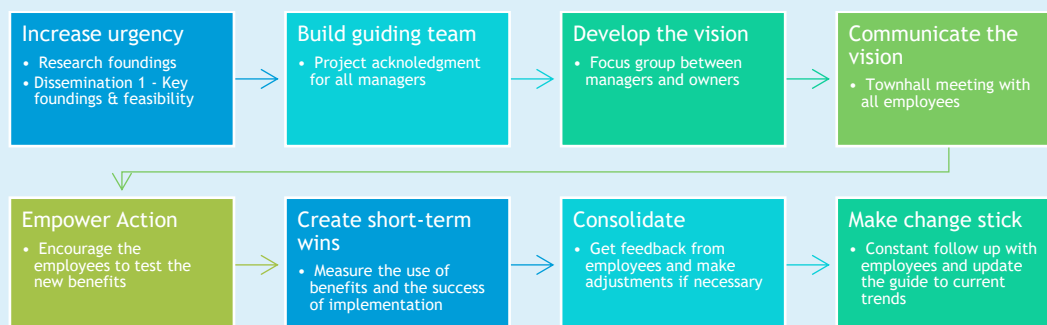 Increase urgency
• Research foundings
• Dissemination 1 - Key
foundings & feasibility
Build guiding team
• Project acknoledgment
for all managers
Develop the vision
• Focus group between
managers and owners
Communicate the
vision
• Townhall meeting with
all employees
Empower Action
• Encourage the
employees to test the
new benefits
Create short-term
wins
• Measure the use of
benefits and the success
of implementation
Consolidate
• Get feedback from
employees and make
adjustments if necessary
Make change stick
• Constant follow up with
employees and update
the guide to current
trends